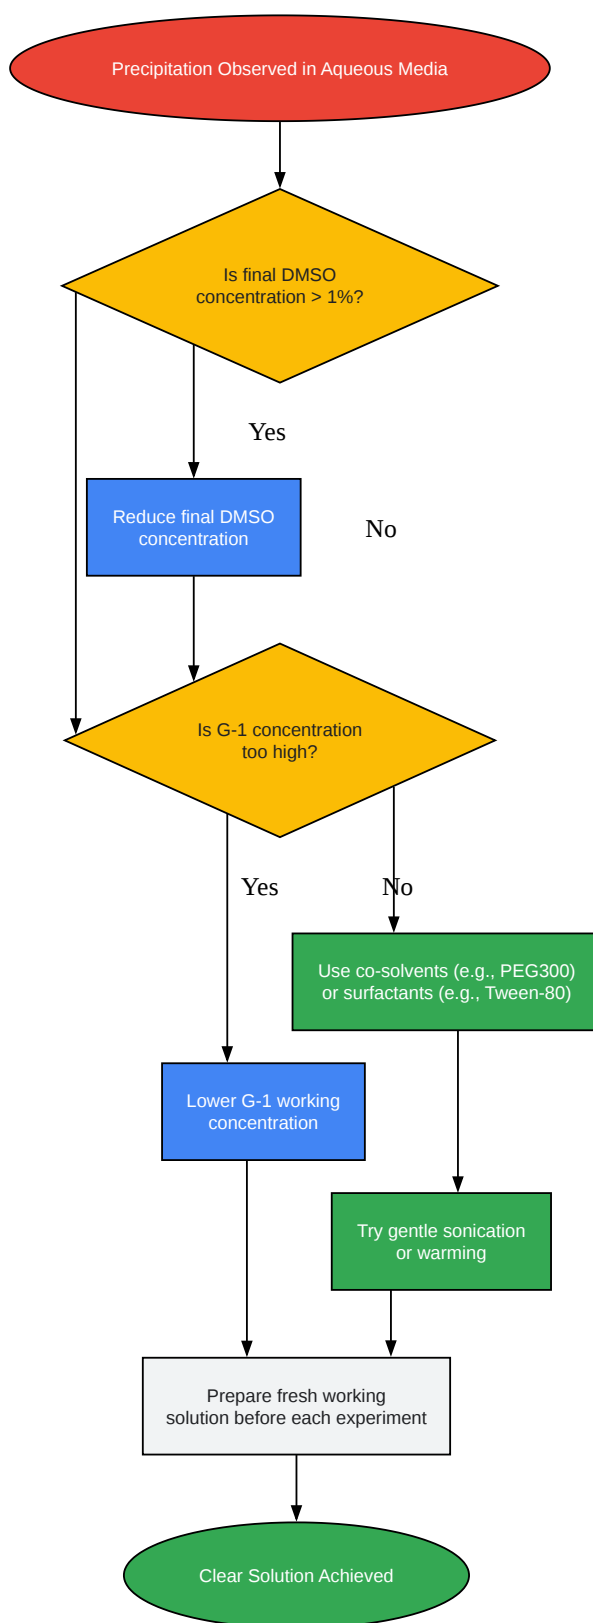 Precipitation Observed in Aqueous Media
Is final DMSO
concentration > 1%?
Yes
Reduce final DMSO
concentration
No
Is G-1 concentration
too high?
Yes
No
Use co-solvents (e.g., PEG300)
or surfactants (e.g., Tween-80)
Lower G-1 working
concentration
Try gentle sonication
or warming
Prepare fresh working
solution before each experiment
Clear Solution Achieved